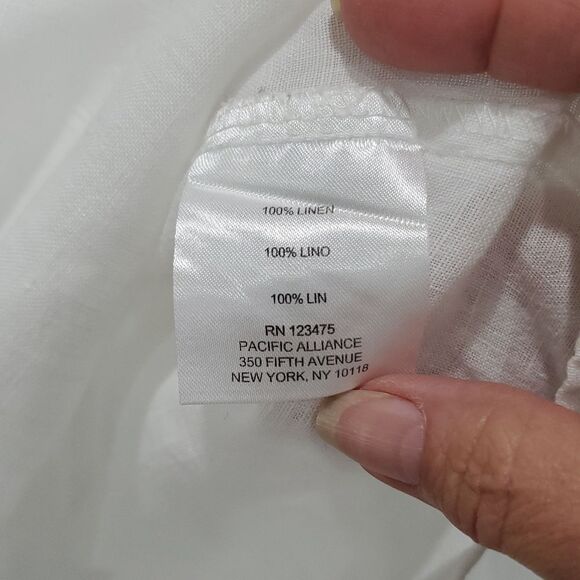 100% LINEN
100% LINO
100% LIN
RN 123475
PACIFIC ALLIANCE
350 FIFTH AVENUE
NEW YORK, NY 10118